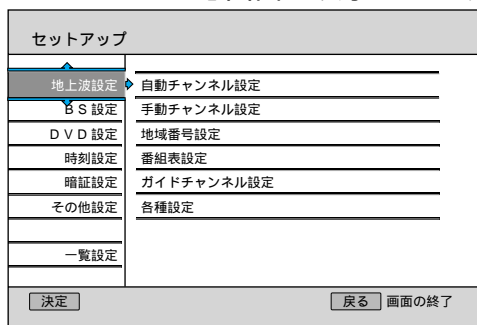 セットアップ
地上波設定
自動チャンネル設定
BS設定
手動チャンネル設定
DVD設定
地域番号設定
時刻設定
番組表設定
暗証設定
ガイドチャンネル設定
その他設定
各種設定
一覧設定
決定
戻る 画面の終了